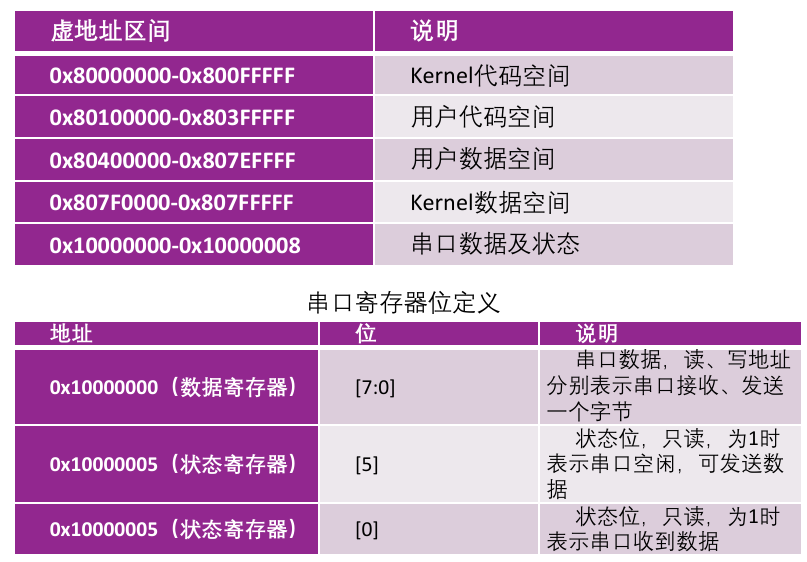 虚地址区间 说明
0x80000000-0x800FFFFF Kernel代码空间
0x80100000-0x803FFFFF 用户代码空间
0x80400000-0x807EFFFF 用户数据空间
0x807F0000-0x807FFFFF Kernel数据空间
0x10000000-0x10000008 串口数据及状态
串口寄存器位定义
地址 位 说明
0x10000000（数据寄存器） [7:0] 串口数据，读、写地址
分别表示串口接收、发送
一个字节
0x10000005（状态寄存器） [5] 状态位，只读，为1时
表示串口空闲，可发送数
据
0x10000005（状态寄存器） [0] 状态位，只读，为1时
表示串口收到数据